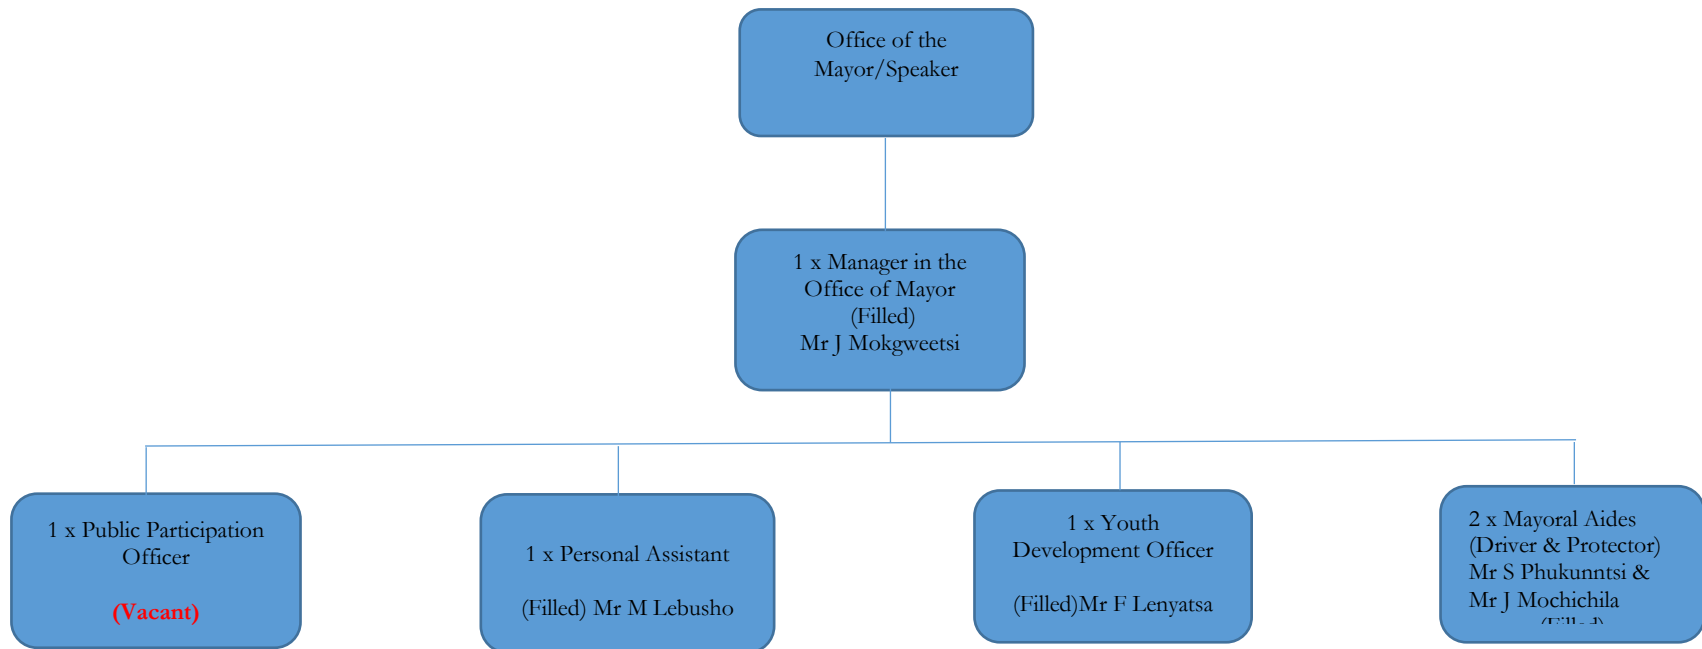 Office of the
Mayor/Speaker
1 x Manager in the
Office of Mayor
(Filled)
Mr J Mokgweetsi
1 x Public Participation
Officer
(Vacant)
1 x Personal Assistant
(Filled) Mr M Lebusho
1 x Youth
Development Officer
(Filled)Mr F Lenyatsa
2 x Mayoral Aides
(Driver & Protector)
Mr S Phukunntsi &
Mr J Mochichila
(Filled)